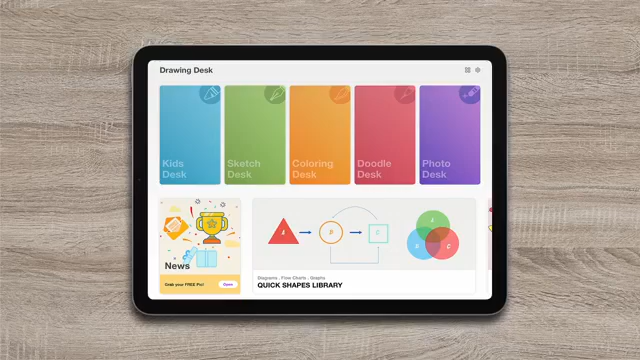 Drawing Desk
Kids
Desk
Sketch
Desk
Coloring
Desk
Doodle
Desk
Photo
Desk
News
Grab your FREE Pin!
Open
A
B
C
A
B
C
Diagrams , Flow Charts , Graphs
QUICK SHAPES LIBRARY